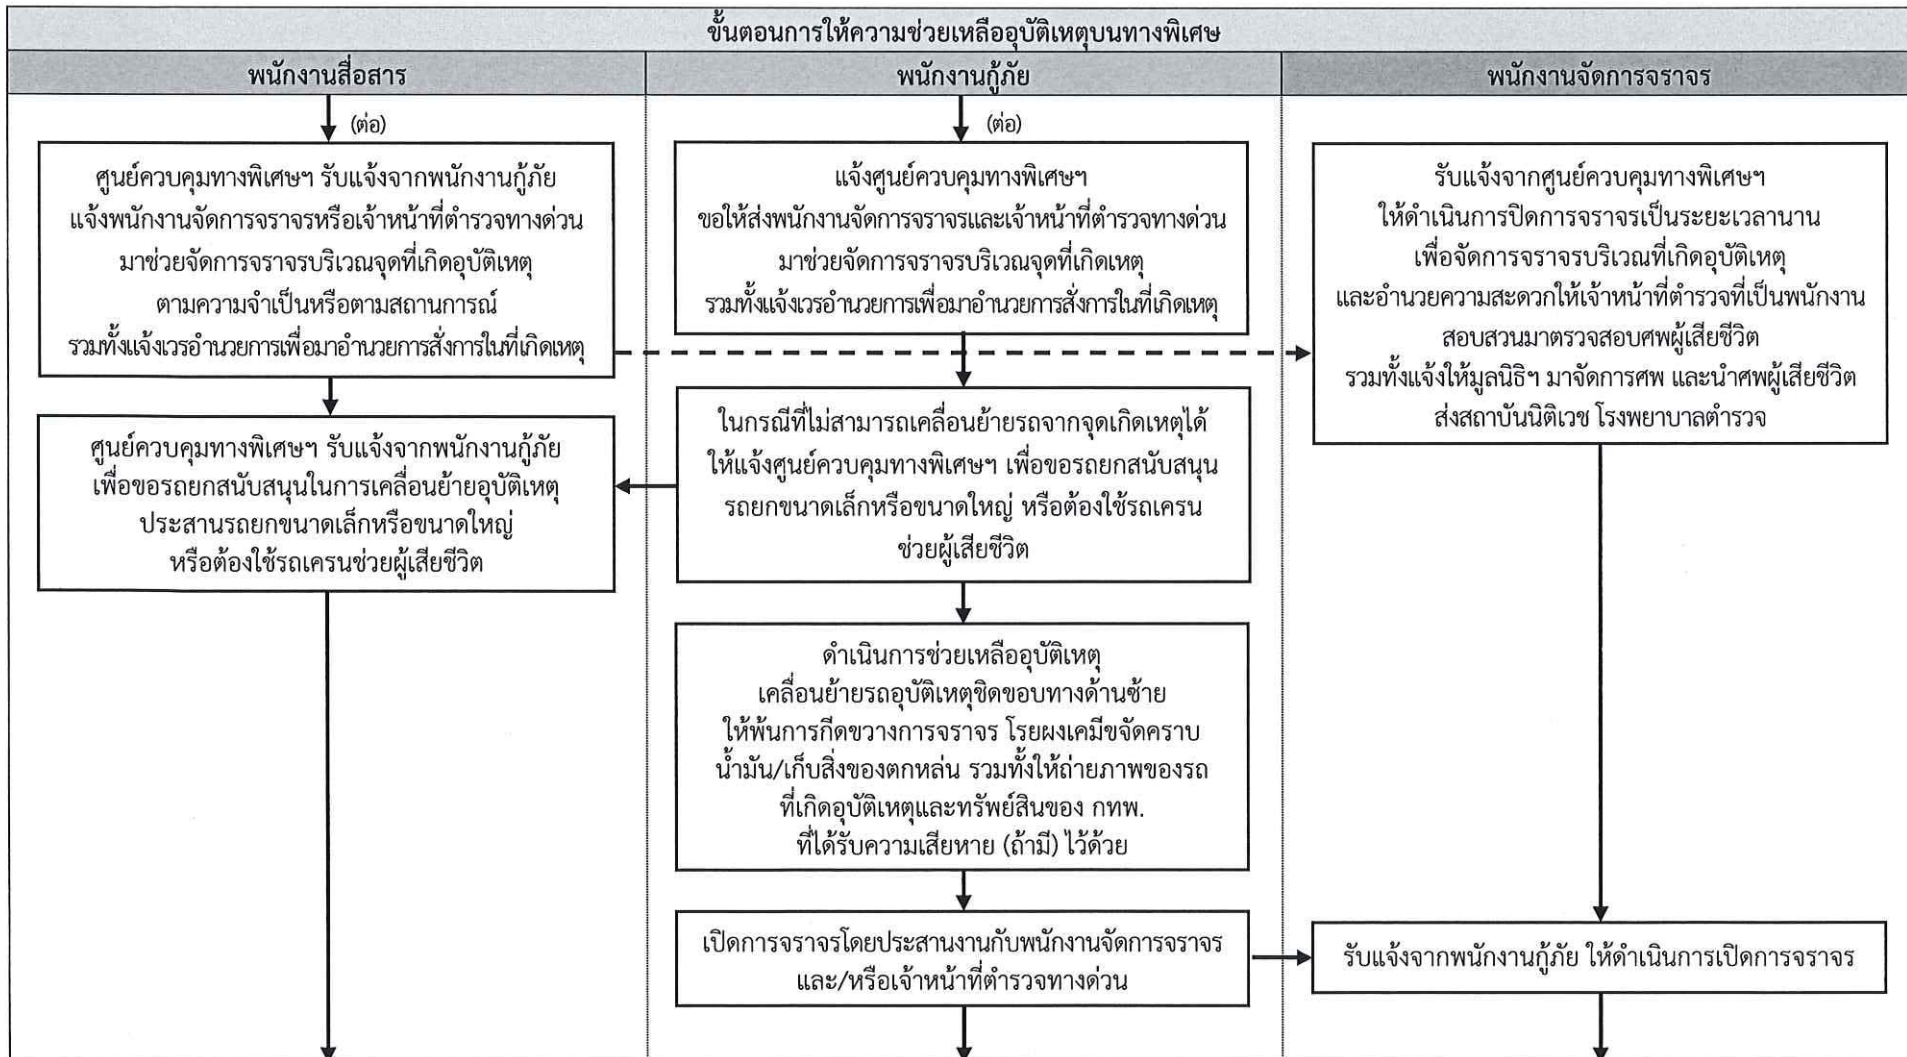 ขั้นตอนการให้ความช่วยเหลืออุบัติเหตุบนทางพิเศษ
พนักงานสื่อสาร
พนักงานกู้ภัย
พนักงานจัดการจราจร
(ต่อ)
ศูนย์ควบคุมทางพิเศษฯ รับแจ้งจากพนักงานกู้ภัย
แจ้งพนักงานจัดการจราจรหรือเจ้าหน้าที่ตำรวจทางด่วน
มาช่วยจัดการจราจรบริเวณจุดที่เกิดอุบัติเหตุ
ตามความจำเป็นหรือตามสถานการณ์
รวมทั้งแจ้งเวรอำนวยการเพื่อมาอำนวยการสั่งการในที่เกิดเหตุ
ศูนย์ควบคุมทางพิเศษฯ รับแจ้งจากพนักงานกู้ภัย
เพื่อขอรถยกสนับสนุนในการเคลื่อนย้ายอุบัติเหตุ
ประสานรถยกขนาดเล็กหรือขนาดใหญ่
หรือต้องใช้รถเครนช่วยผู้เสียชีวิต
(ต่อ)
แจ้งศูนย์ควบคุมทางพิเศษฯ
ขอให้ส่งพนักงานจัดการจราจรและเจ้าหน้าที่ตำรวจทางด่วน
มาช่วยจัดการจราจรบริเวณจุดที่เกิดเหตุ
รวมทั้งแจ้งเวรอำนวยการเพื่อมาอำนวยการสั่งการในที่เกิดเหตุ
ในกรณีที่ไม่สามารถเคลื่อนย้ายรถจากจุดเกิดเหตุได้
ให้แจ้งศูนย์ควบคุมทางพิเศษฯ เพื่อขอรถยกสนับสนุน
รถยกขนาดเล็กหรือขนาดใหญ่ หรือต้องใช้รถเครน
ช่วยผู้เสียชีวิต
ดำเนินการช่วยเหลืออุบัติเหตุ
เคลื่อนย้ายรถอุบัติเหตุชิดขอบทางด้านซ้าย
ให้พ้นการกีดขวางการจราจร โรยผงเคมีขจัดคราบ
น้ำมัน/เก็บสิ่งของตกหล่น รวมทั้งให้ถ่ายภาพของรถ
ที่เกิดอุบัติเหตุและทรัพย์สินของ กทพ.
ที่ได้รับความเสียหาย (ถ้ามี) ไว้ด้วย
เปิดการจราจรโดยประสานงานกับพนักงานจัดการจราจร
และ/หรือเจ้าหน้าที่ตำรวจทางด่วน
รับแจ้งจากศูนย์ควบคุมทางพิเศษฯ
ให้ดำเนินการปิดการจราจรเป็นระยะเวลานาน
เพื่อจัดการจราจรบริเวณที่เกิดอุบัติเหตุ
และอำนวยความสะดวกให้เจ้าหน้าที่ตำรวจที่เป็นพนักงาน
สอบสวนมาตรวจสอบศพผู้เสียชีวิต
รวมทั้งแจ้งให้มูลนิธิฯ มาจัดการศพ และนำศพผู้เสียชีวิต
ส่งสถาบันนิติเวช โรงพยาบาลตำรวจ
รับแจ้งจากพนักงานกู้ภัย ให้ดำเนินการเปิดการจราจร